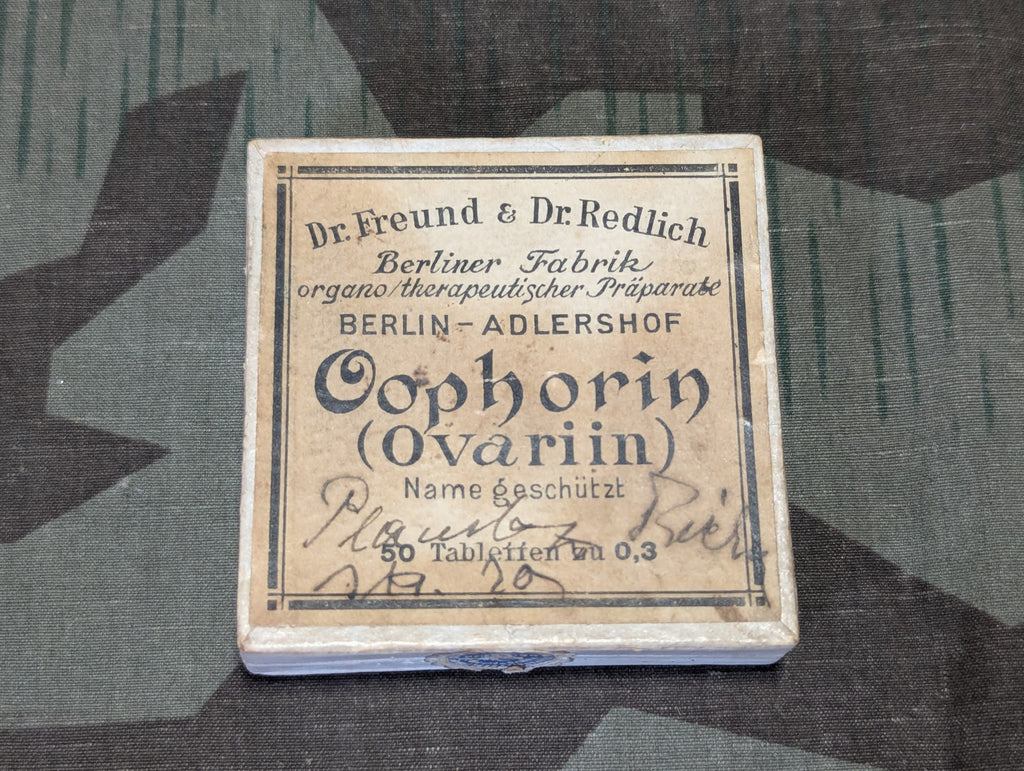 Dr. Freund & Dr. Redlich
Berliner Fabrik
organo/therapeutischer Präparate
BERLIN-ADLERSHOF
Oophorin
(Ovariin)
Name geschützt
50 Tabletten zu 0,3